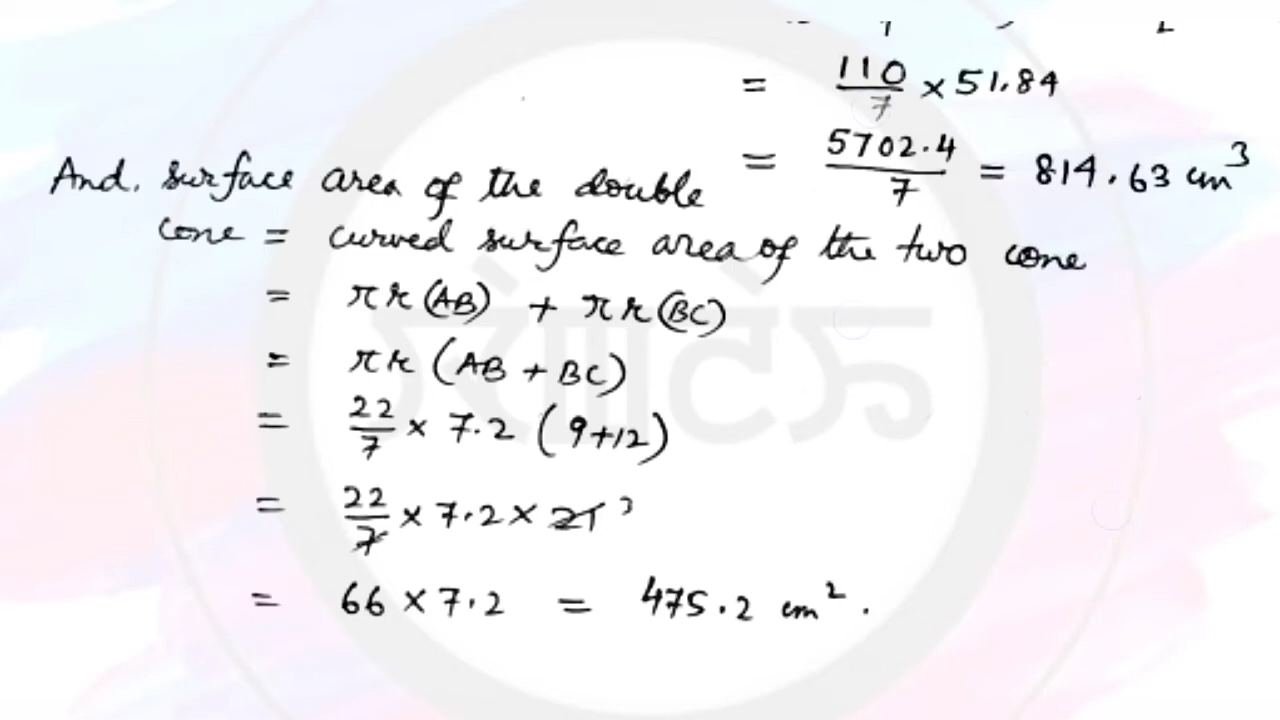 = 110/7 × 51.84
= 5702.4/7 = 814.63 cm³
And. surface area of the double
cone = curved surface area of the two cone
= πr(AB) + πr(BC)
= πr (AB + BC)
= 22/7 × 7.2 (9+12)
= 22/7 × 7.2 × 21 3
= 66 × 7.2 = 475.2 cm².